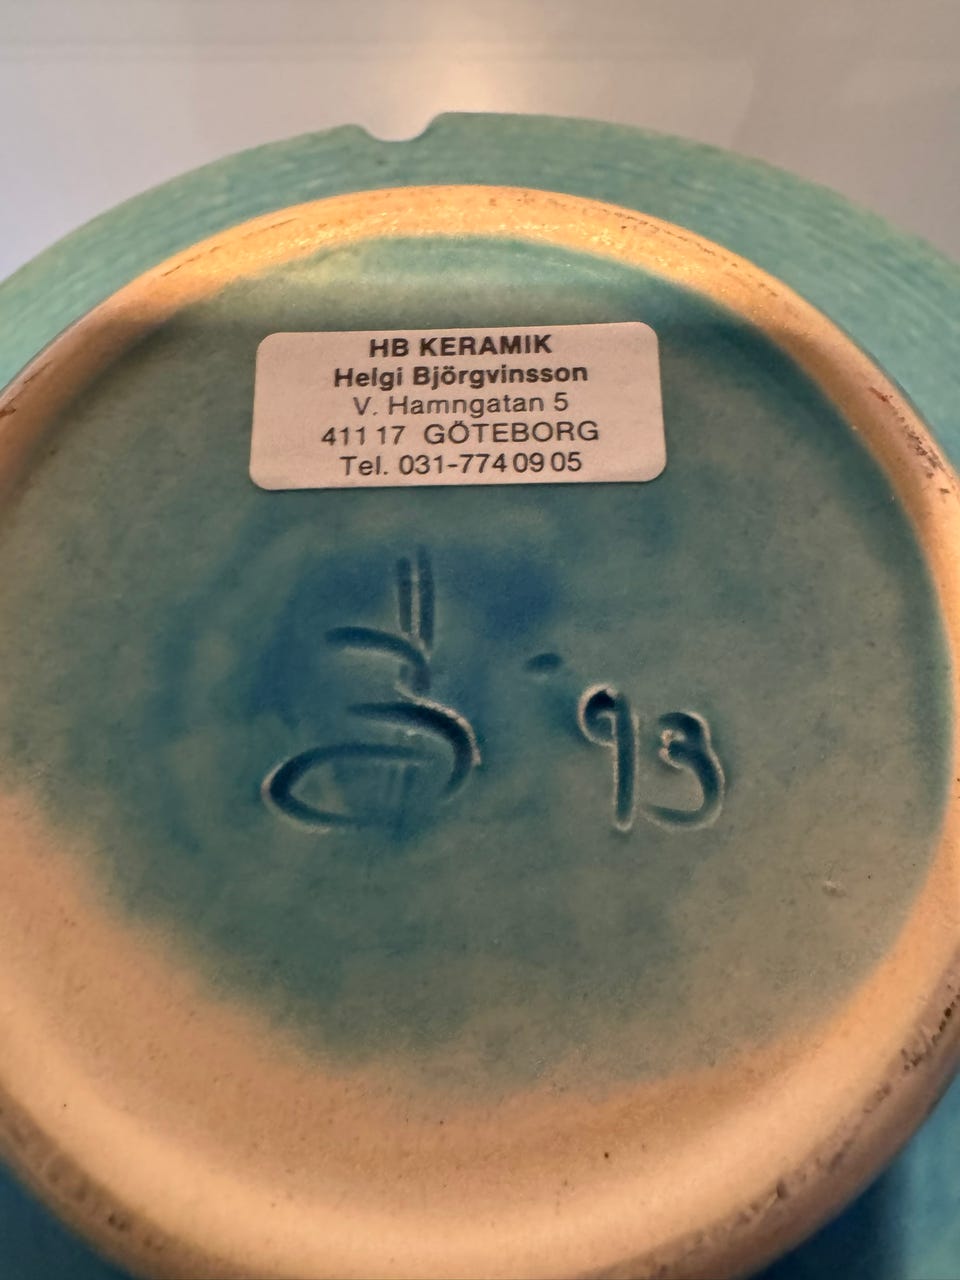 HB KERAMIK
Helgi Björgvinsson
V. Hamngatan 5
411 17 GÖTEBORG
Tel. 031-774 09 05
'93